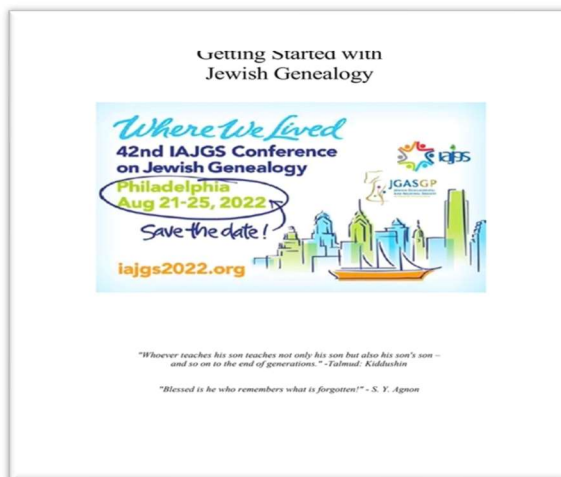 Getting Started with
Jewish Genealogy
Where We Lived
42nd IAJGS Conference
on Jewish Genealogy
iajgs
JGASGP
Philadelphia
Aug 21-25, 2022
Save the date!
iajgs2022.org
"Whoever teaches his son teaches not only his son but also his son's son –
and so on to the end of generations." -Talmud: Kiddushin
"Blessed is he who remembers what is forgotten!" - S. Y. Agnon